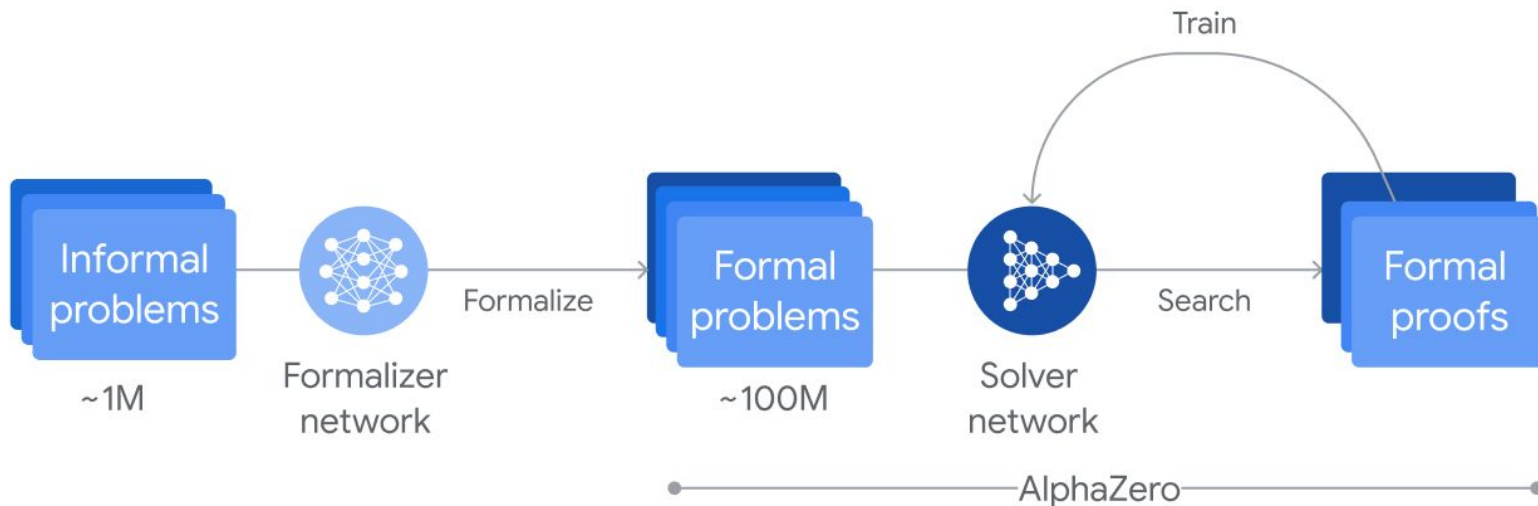 Train
Informal
problems
Formalize
Formal
problems
Search
Formal
proofs
~1M
Formalizer
network
~100M
Solver
network
AlphaZero